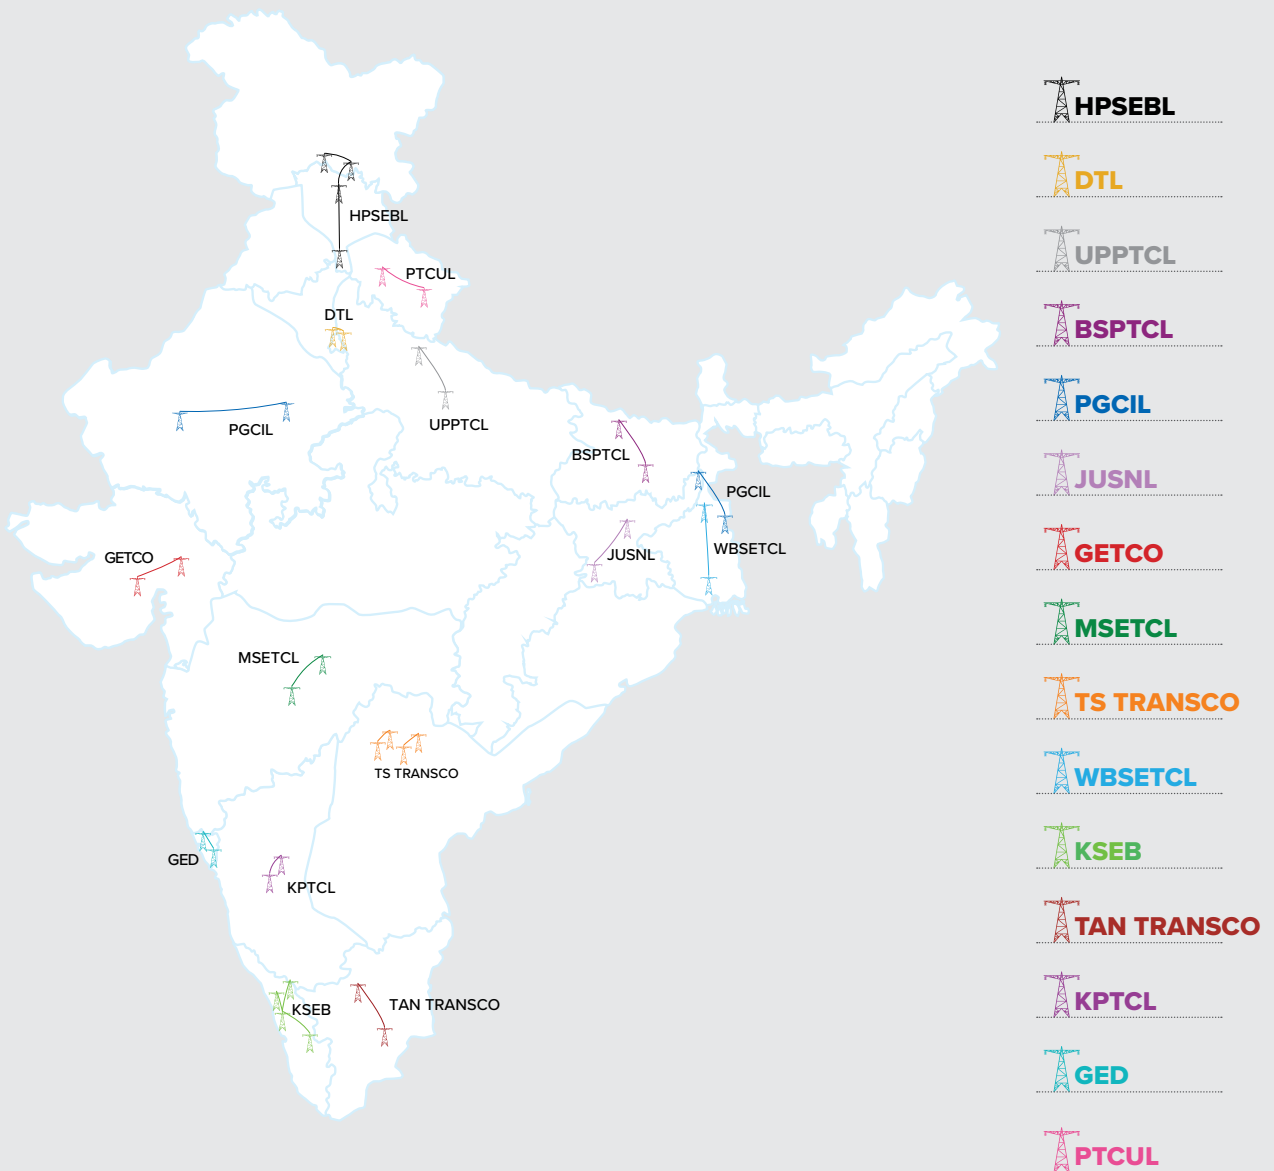 HPSEBL
PTCUL
DTL
UPPTCL
PGCIL
BSPTCL
PGCIL
WBSETCL
JUSNL
GETCO
MSETCL
TS TRANSCO
GED
KPTCL
KSEB
TAN TRANSCO
HPSEBL
DTL
UPPTCL
BSPTCL
PGCIL
JUSNL
GETCO
MSETCL
TS TRANSCO
WBSETCL
KSEB
TAN TRANSCO
KPTCL
GED
PTCUL